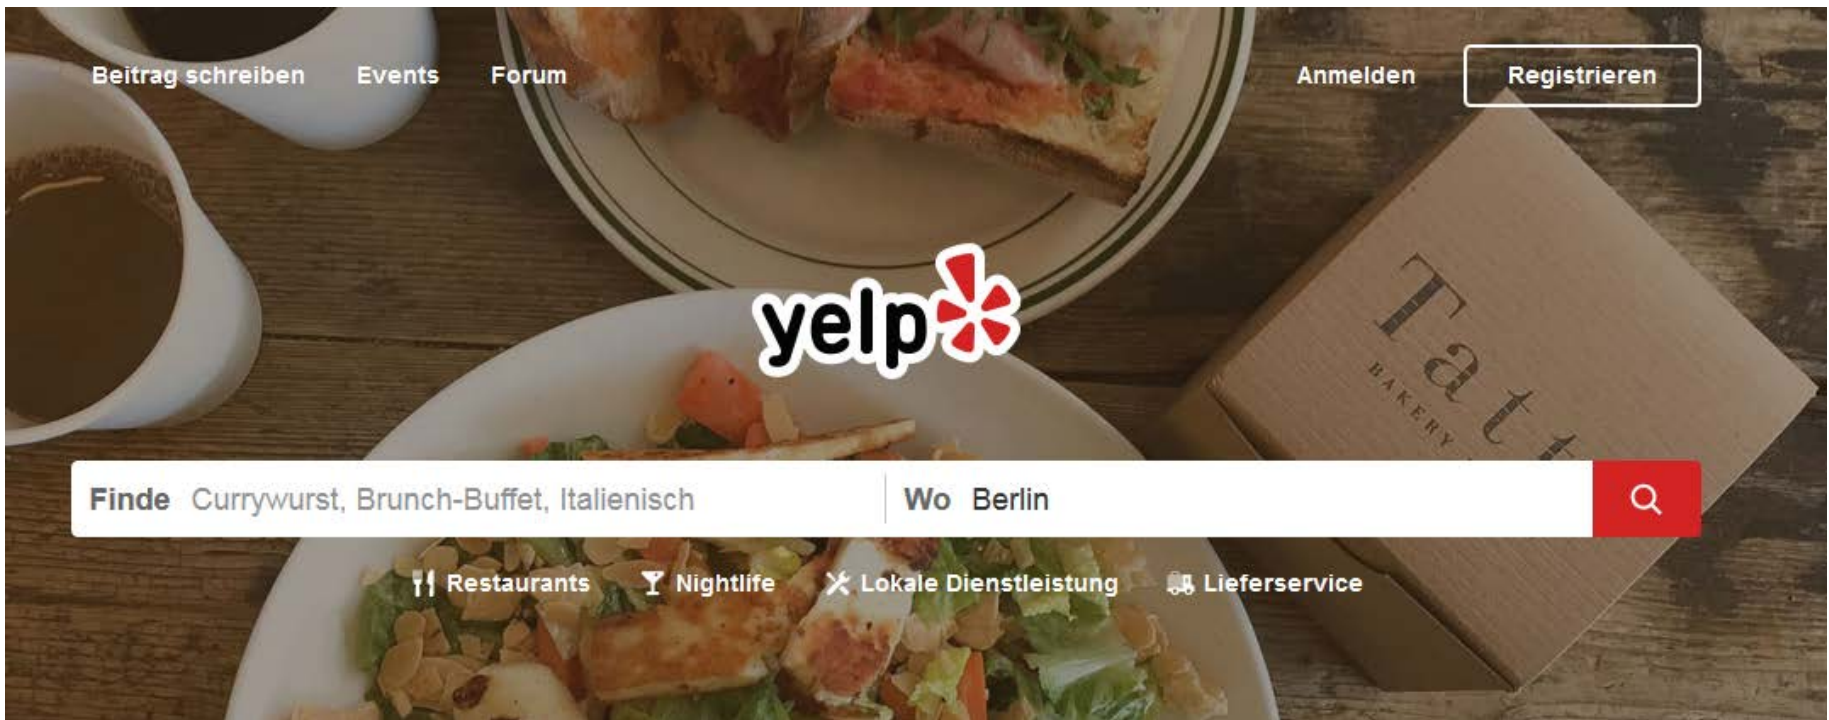 Beitrag schreiben Events Forum Anmelden Registrieren
yelp
Tatt
BAKERY
Finde Currywurst, Brunch-Buffet, Italienisch Wo Berlin
Restaurants Nightlife Lokale Dienstleistung Lieferservice